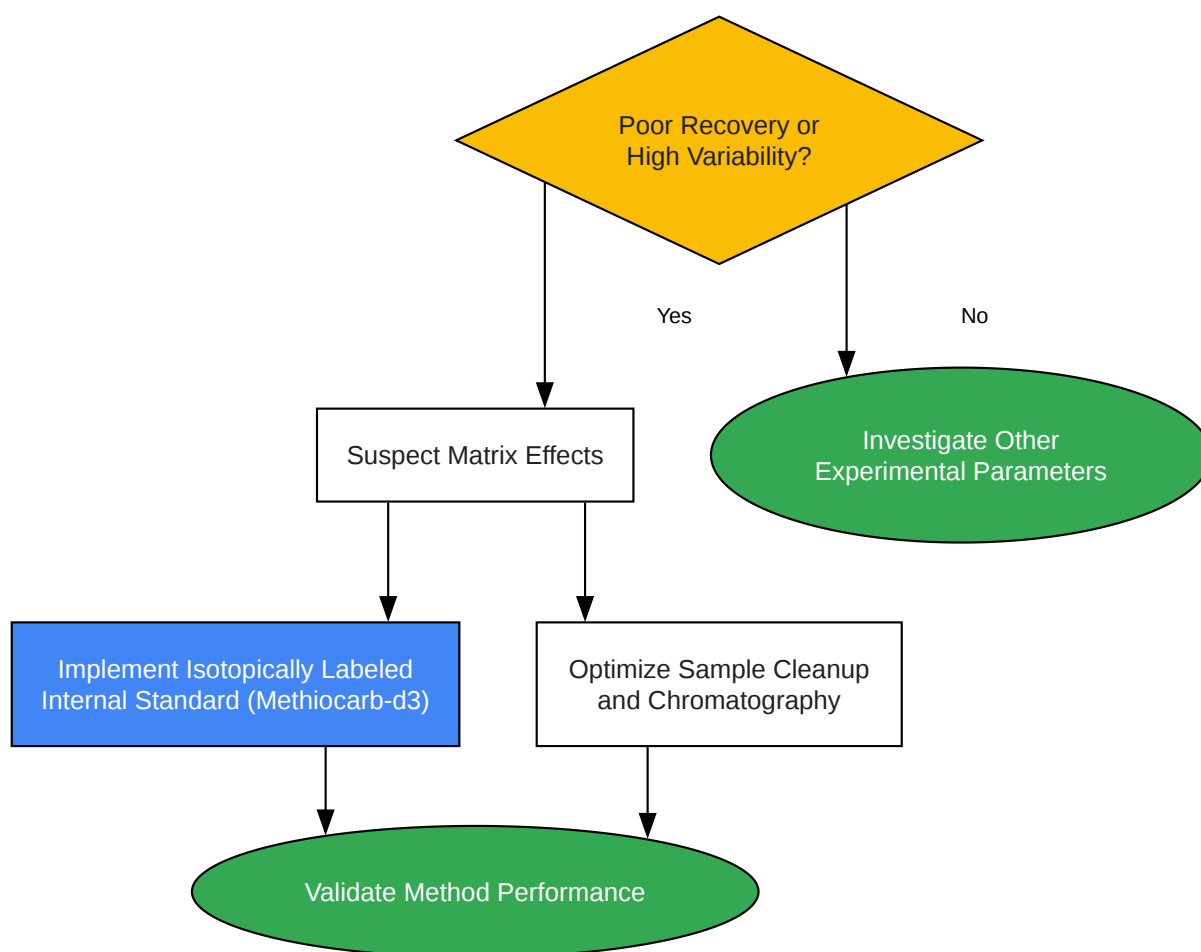 Poor Recovery or
High Variability?
Yes
No
Suspect Matrix Effects
Investigate Other
Experimental Parameters
Implement Isotopically Labeled
Internal Standard (Methiocarb-d3)
Optimize Sample Cleanup
and Chromatography
Validate Method Performance